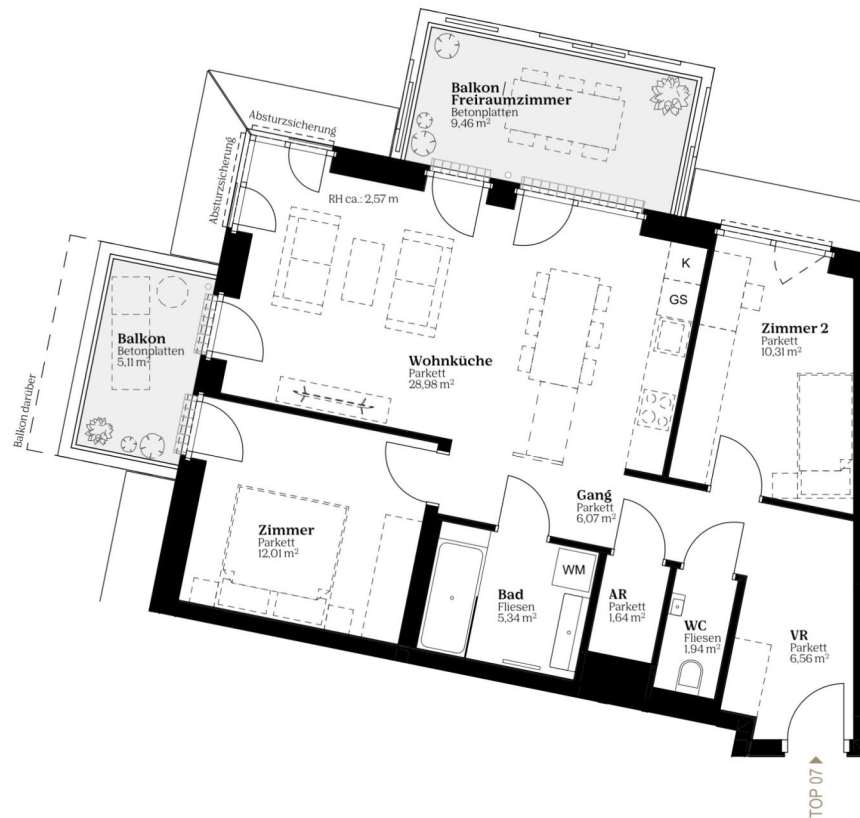 Balkon
Freiraumzimmer
Betonplatten
9,46 m²
Absturzsicherung
Absturzsicherung
RH ca.: 2,57 m
K
GS
Zimmer 2
Parkett
10,31 m²
Balkon
Betonplatten
5,11 m²
Balkon darüber
Wohnküche
Parkett
28,98 m²
Gang
Parkett
6,07 m²
Zimmer
Parkett
12,01 m²
WM
Bad
Fliesen
5,34 m²
AR
Parkett
1,64 m²
WC
Fliesen
1,94 m²
VR
Parkett
6,56 m²
TOP 07